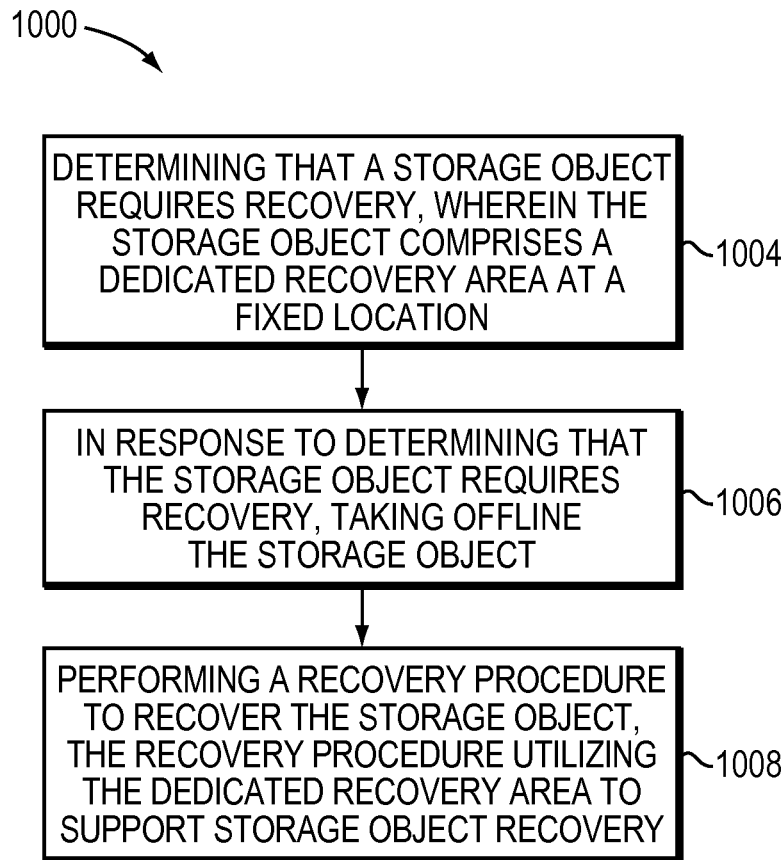 1000
DETERMINING THAT A STORAGE OBJECT
REQUIRES RECOVERY, WHEREIN THE
STORAGE OBJECT COMPRISES A
DEDICATED RECOVERY AREA AT A
FIXED LOCATION
1004
IN RESPONSE TO DETERMINING THAT
THE STORAGE OBJECT REQUIRES
RECOVERY, TAKING OFFLINE
THE STORAGE OBJECT
1006
PERFORMING A RECOVERY PROCEDURE
TO RECOVER THE STORAGE OBJECT,
THE RECOVERY PROCEDURE UTILIZING
THE DEDICATED RECOVERY AREA TO
SUPPORT STORAGE OBJECT RECOVERY
1008